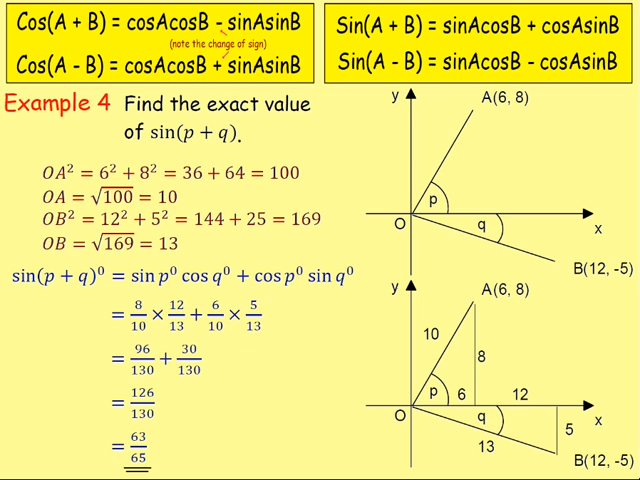 Cos(A + B) = cosAcosB - sinAsinB
(note the change of sign)
Cos(A - B) = cosAcosB + sinAsinB
Sin(A + B) = sinAcosB + cosAsinB
Sin(A - B) = sinAcosB - cosAsinB
Example 4 Find the exact value
of sin(p + q).
OA² = 6² + 8² = 36 + 64 = 100
OA = √100 = 10
OB² = 12² + 5² = 144 + 25 = 169
OB = √169 = 13
sin(p + q)⁰ = sin p⁰ cos q⁰ + cos p⁰ sin q⁰
= 8/10 × 12/13 + 6/10 × 5/13
= 96/130 + 30/130
= 126/130
= 63/65
y
A(6, 8)
p
O
q
x
B(12, -5)
y
A(6, 8)
10
8
p
6
12
O
q
x
5
13
B(12, -5)